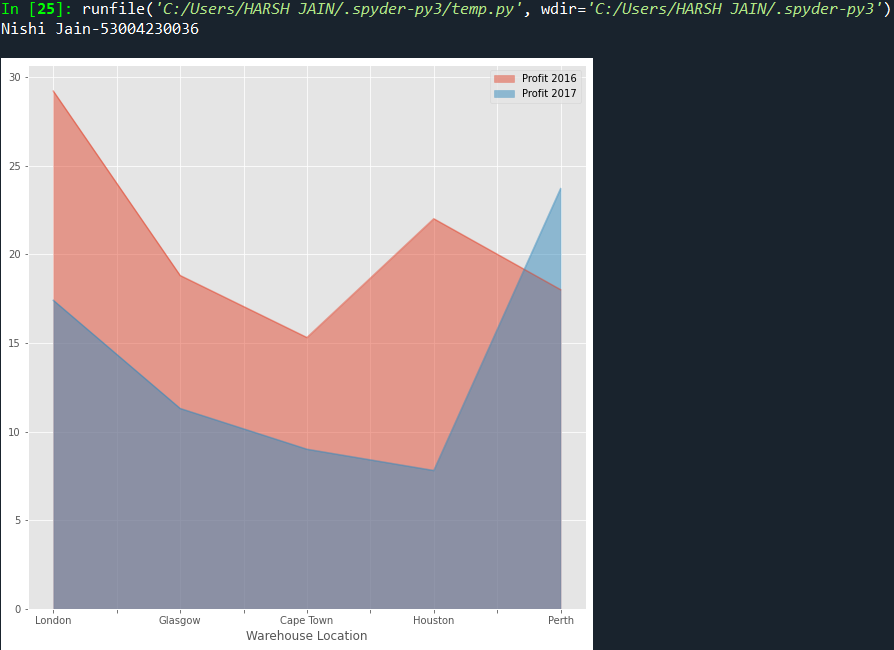 In [25]: runfile('C:/Users/HARSH JAIN/.spyder-py3/temp.py', wdir='C:/Users/HARSH JAIN/.spyder-py3')
Nishi Jain-53004230036
Profit 2016
Profit 2017
30
25
20
15
10
5
0
London Glasgow Cape Town Houston Perth
Warehouse Location